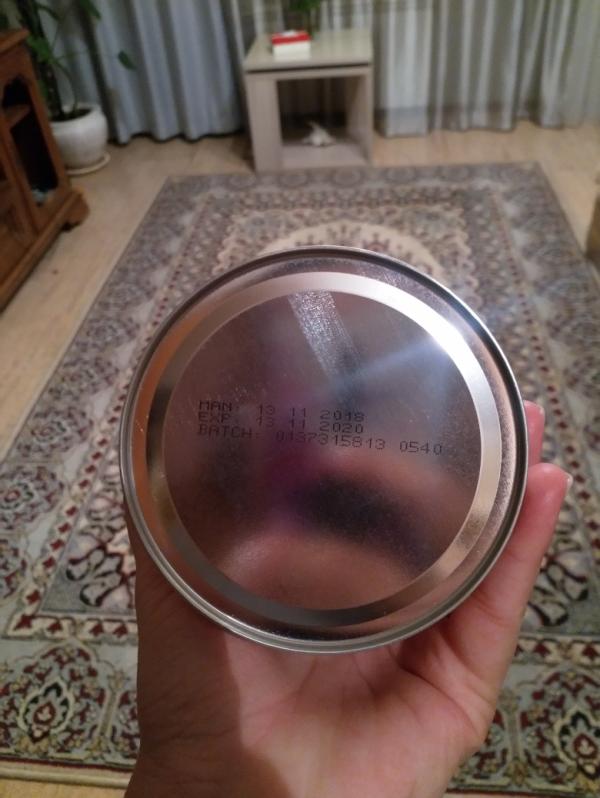 MAN: 13 11 2018
EXP: 13 11 2020
BATCH: 0137315813 0540